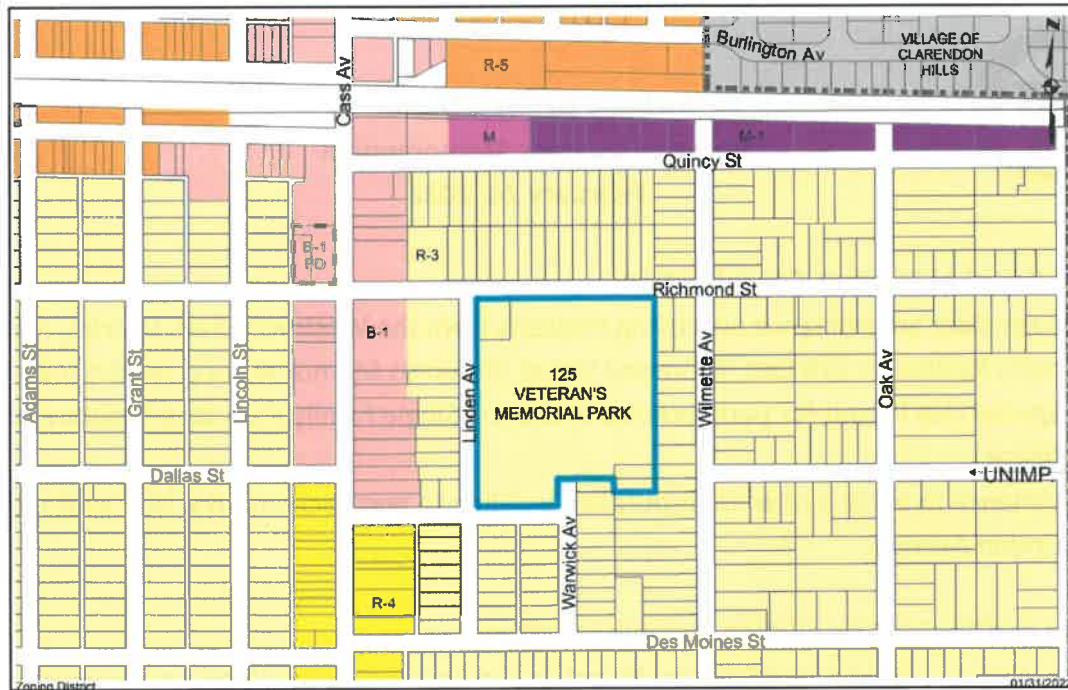 VILLAGE OF
CLARENDON
HILLS
Burlington Av
N
R-5
Cass Av
M
M-1
Quincy St
B-1
PD
R-3
Richmond St
B-1
125
VETERAN'S
MEMORIAL PARK
Adams St
Grant St
Lincoln St
Linden Av
Wilmette Av
Oak Av
Dallas St
UNIMP.
Warwick Av
R-4
Des Moines St
Zoning District